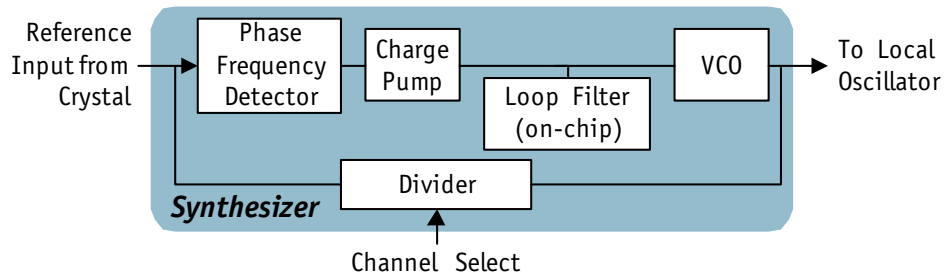 Reference
Input from
Crystal
Phase
Frequency
Detector
Charge
Pump
Loop Filter
(on-chip)
VCO
To Local
Oscillator
Divider
Synthesizer
Channel Select